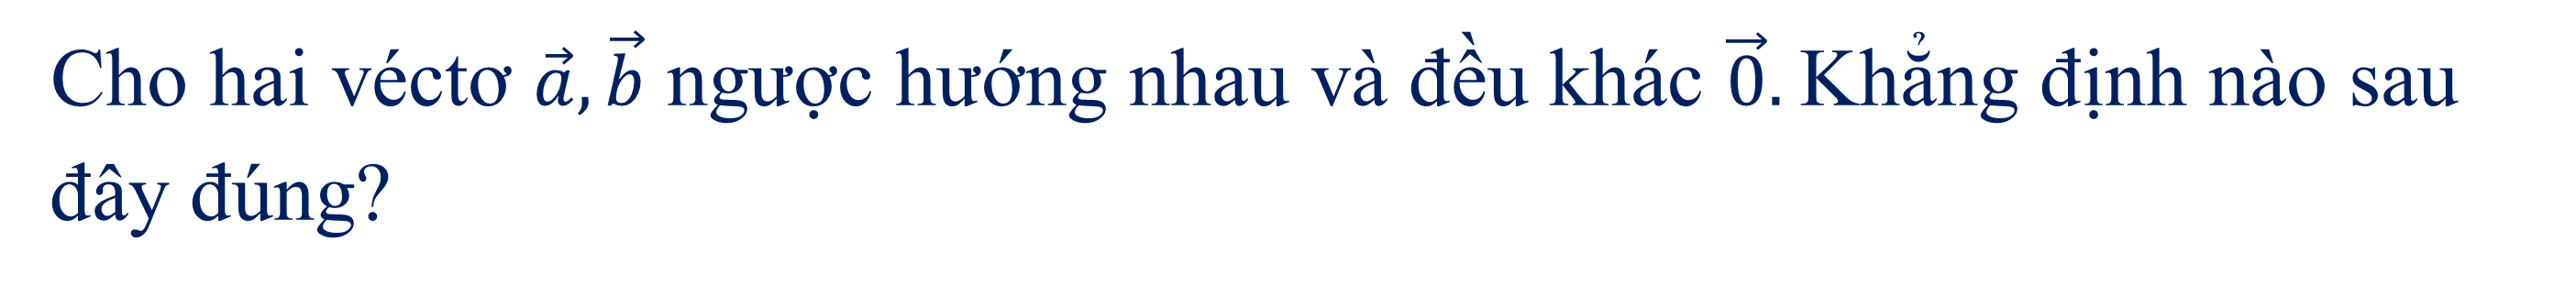 Cho hai véctơ $\vec{a}, \vec{b}$ ngược hướng nhau và đều khác $\vec{0}$. Khẳng định nào sau
đây đúng?